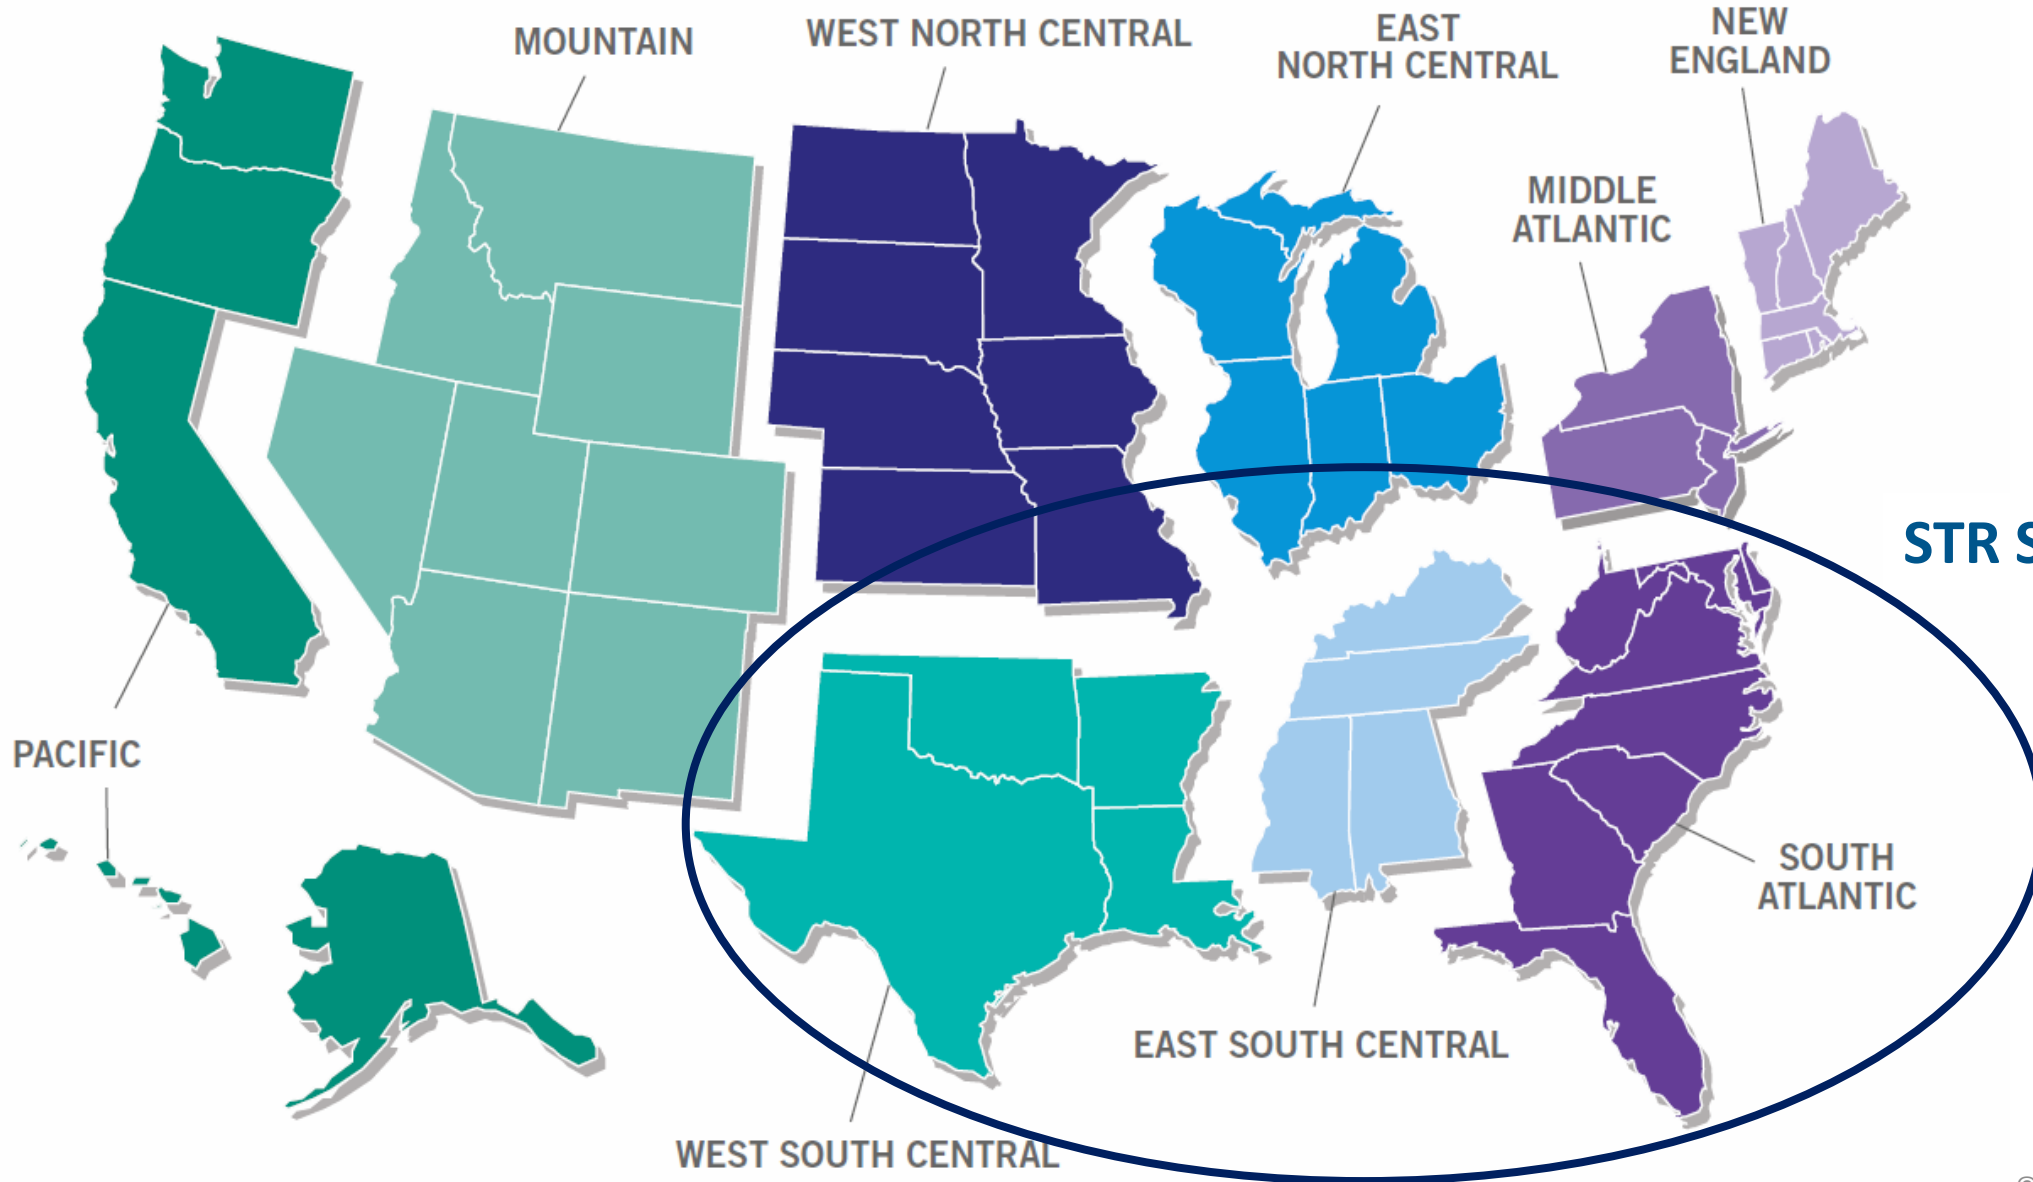 MOUNTAIN
WEST NORTH CENTRAL
EAST
NORTH CENTRAL
NEW
ENGLAND
MIDDLE
ATLANTIC
STR S
PACIFIC
SOUTH
ATLANTIC
EAST SOUTH CENTRAL
WEST SOUTH CENTRAL